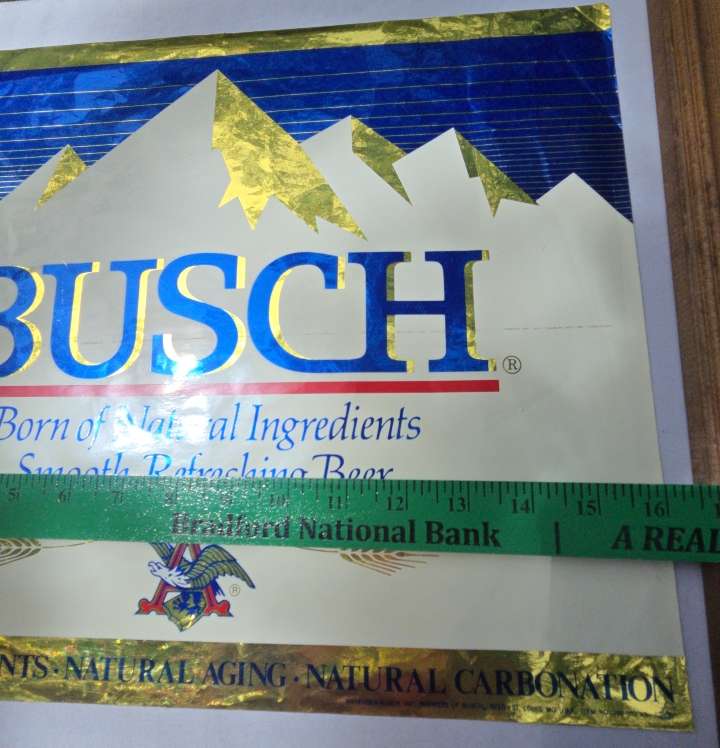 BUSCH®
Born of Natural Ingredients
Smooth Refreshing Beer
5 6 7 8 9 10 11 12 13 14 15 16
Bradford National Bank | A REAL
A ®
NTS · NATURAL AGING · NATURAL CARBONATION